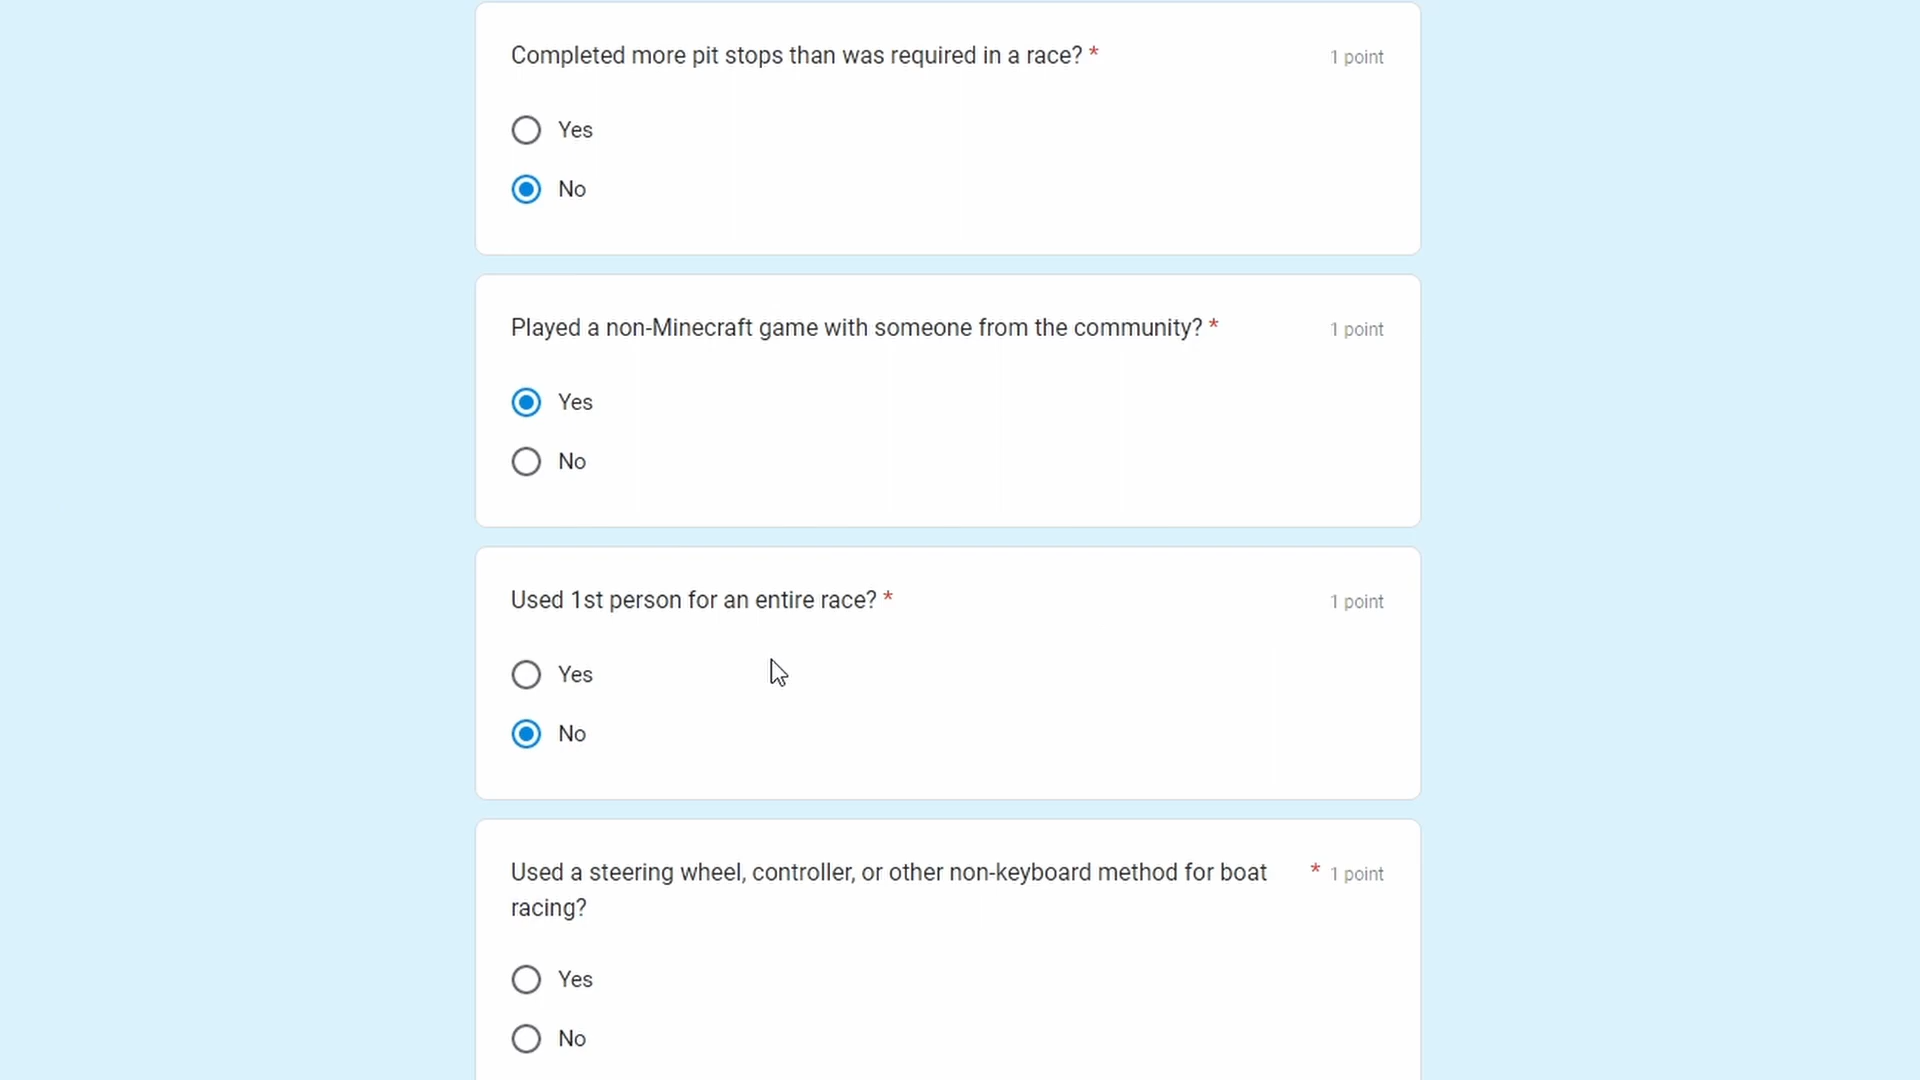 Completed more pit stops than was required in a race? * 1 point
Yes
No
Played a non-Minecraft game with someone from the community? * 1 point
Yes
No
Used 1st person for an entire race? * 1 point
Yes
No
Used a steering wheel, controller, or other non-keyboard method for boat * 1 point
racing?
Yes
No